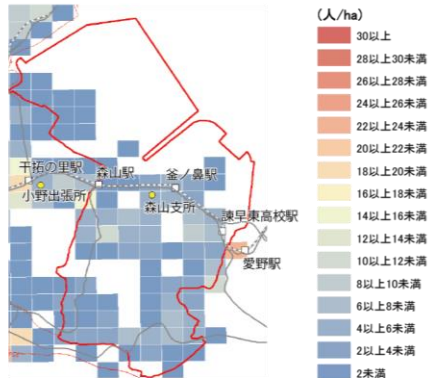 (人/ha)
30以上
28以上30未満
26以上28未満
24以上26未満
22以上24未満
20以上22未満
18以上20未満
16以上18未満
14以上16未満
12以上14未満
10以上12未満
8以上10未満
6以上8未満
4以上6未満
2以上4未満
2未満
干拓の里駅
小野出張所
森山駅
釜ノ鼻駅
森山支所
諫早東高校駅
愛野駅